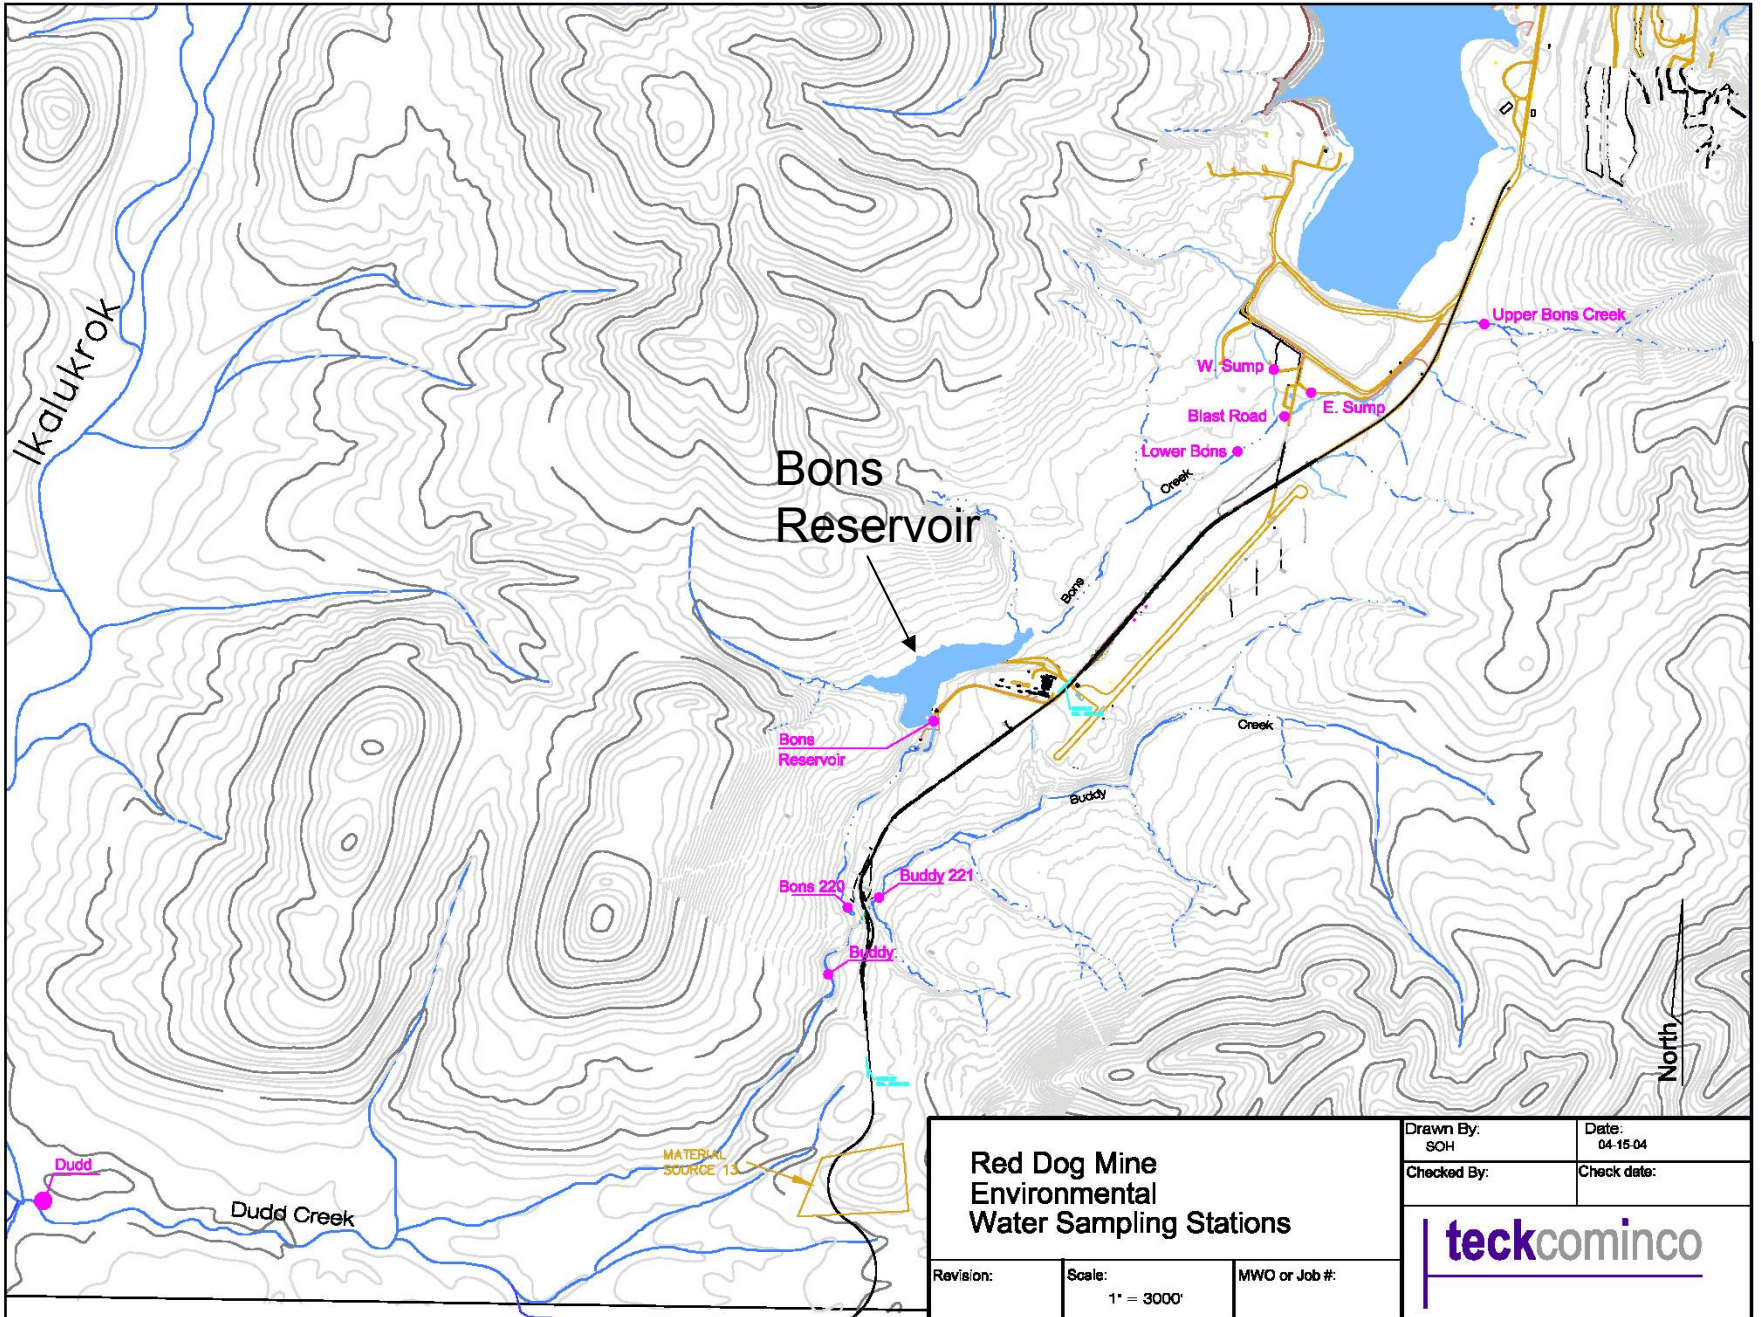 Ikalukrok
Upper Bons Creek
W. Sump
E. Sump
Blast Road
Lower Bons
Creek
Bons
Reservoir
Bons
Bons
Reservoir
Creek
Buddy
Bons 220
Buddy 221
Buddy
North
MATERIAL
SOURCE 13
Dudd
Dudd Creek
Red Dog Mine
Environmental
Water Sampling Stations
Revision:
Scale:
1" = 3000'
MWO or Job #:
Drawn By:
SOH
Date:
04-15-04
Checked By:
Check date:
teckcominco